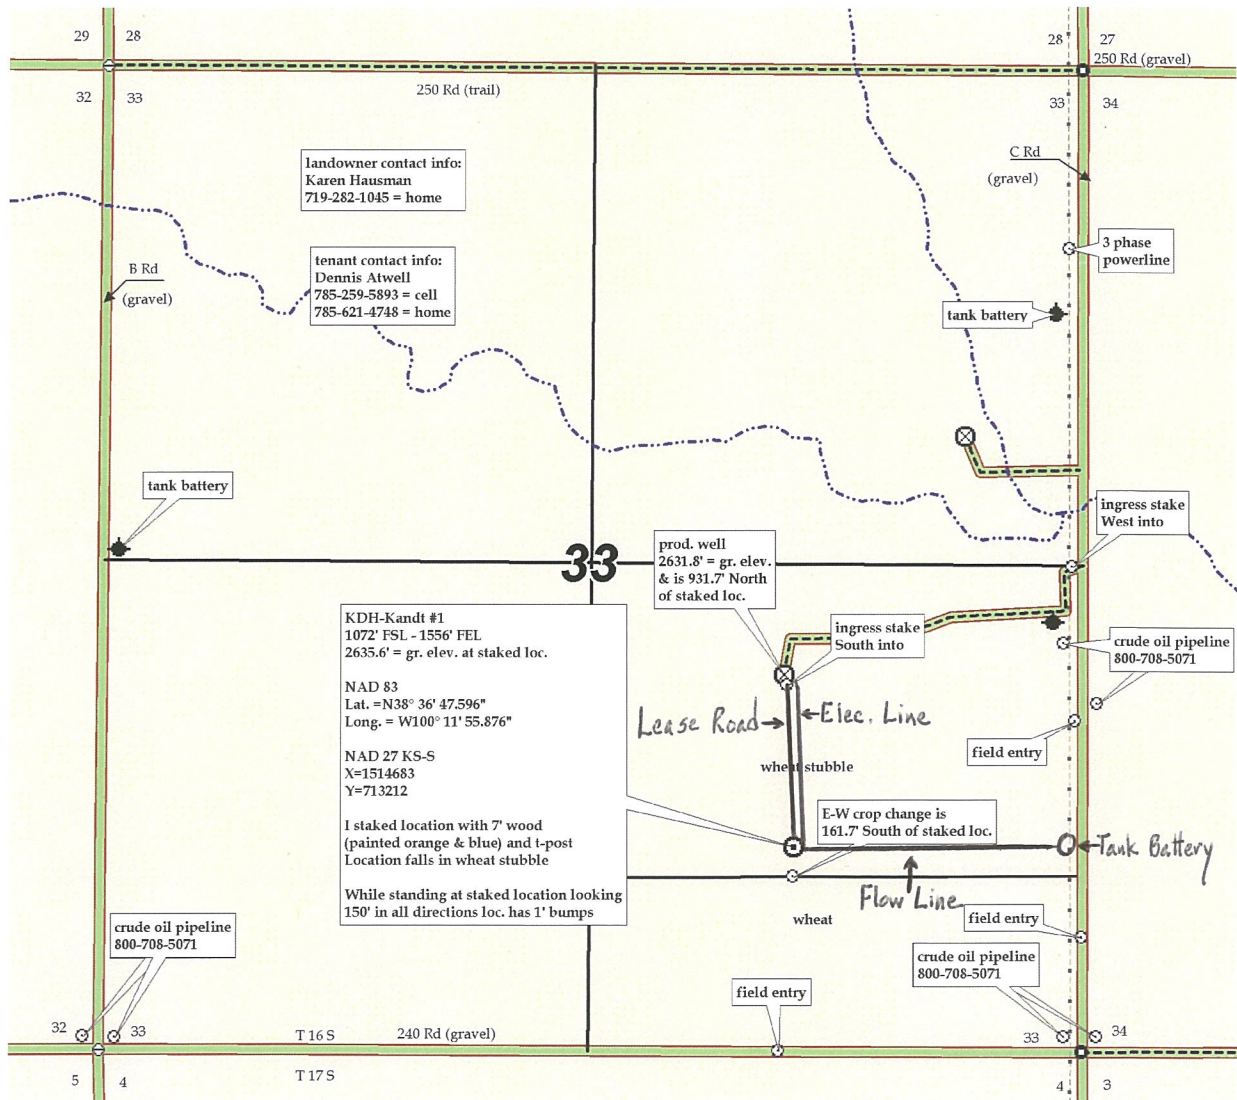 29
28
28
27
250 Rd (gravel)
32
33
250 Rd (trail)
33
34
landowner contact info:
Karen Hausman
719-282-1045 = home
C Rd
(gravel)
tenant contact info:
Dennis Atwell
785-259-5893 = cell
785-621-4748 = home
B Rd
(gravel)
3 phase
powerline
tank battery
tank battery
ingress stake
West into
33
prod. well
2631.8' = gr. elev.
& is 931.7' North
of staked loc.
KDH-Kandt #1
1072' FSL - 1556' FEL
2635.6' = gr. elev. at staked loc.
NAD 83
Lat. =N38° 36' 47.596"
Long. = W100° 11' 55.876"
NAD 27 KS-S
X=1514683
Y=713212
I staked location with 7' wood
(painted orange & blue) and t-post
Location falls in wheat stubble
While standing at staked location looking
150' in all directions loc. has 1' bumps
ingress stake
South into
crude oil pipeline
800-708-5071
Lease Road
Elec. Line
field entry
wheat stubble
E-W crop change is
161.7' South of staked loc.
Tank Battery
Flow Line
wheat
field entry
crude oil pipeline
800-708-5071
crude oil pipeline
800-708-5071
field entry
32
33
T 16 S
240 Rd (gravel)
33
34
5
4
T 17 S
4
3